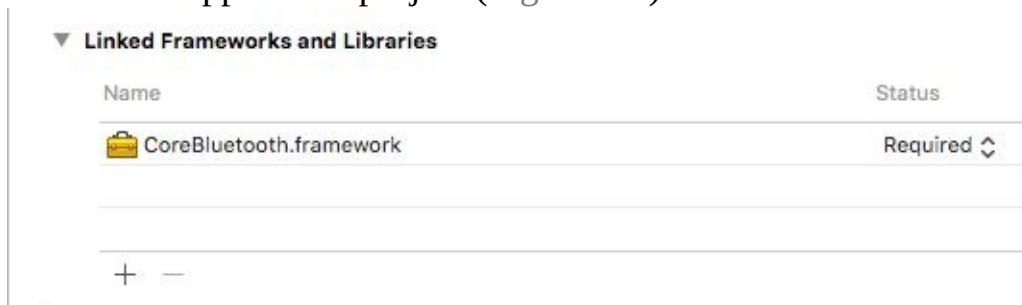 Linked Frameworks and Libraries
Name Status
CoreBluetooth.framework Required